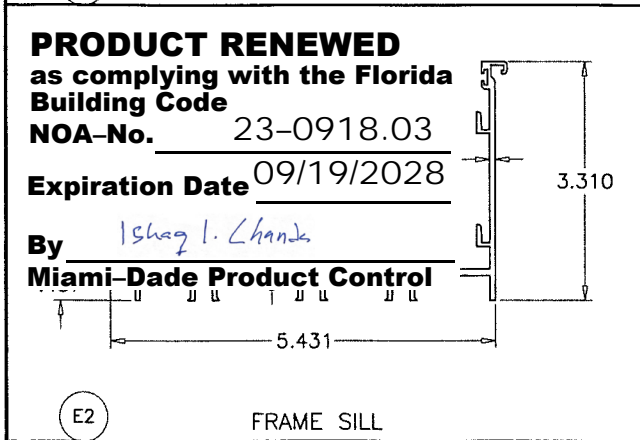 PRODUCT RENEWED
as complying with the Florida
Building Code
NOA–No. 23–0918.03
Expiration Date 09/19/2028
By Ishaq I. Chanda
Miami–Dade Product Control
3.310
5.431
E2
FRAME SILL